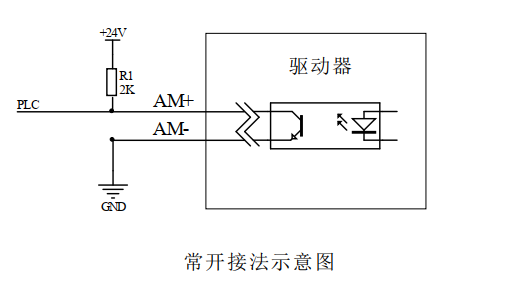 +24V
R1
2K
PLC
AM+
AM-
GND
驱动器
常开接法示意图